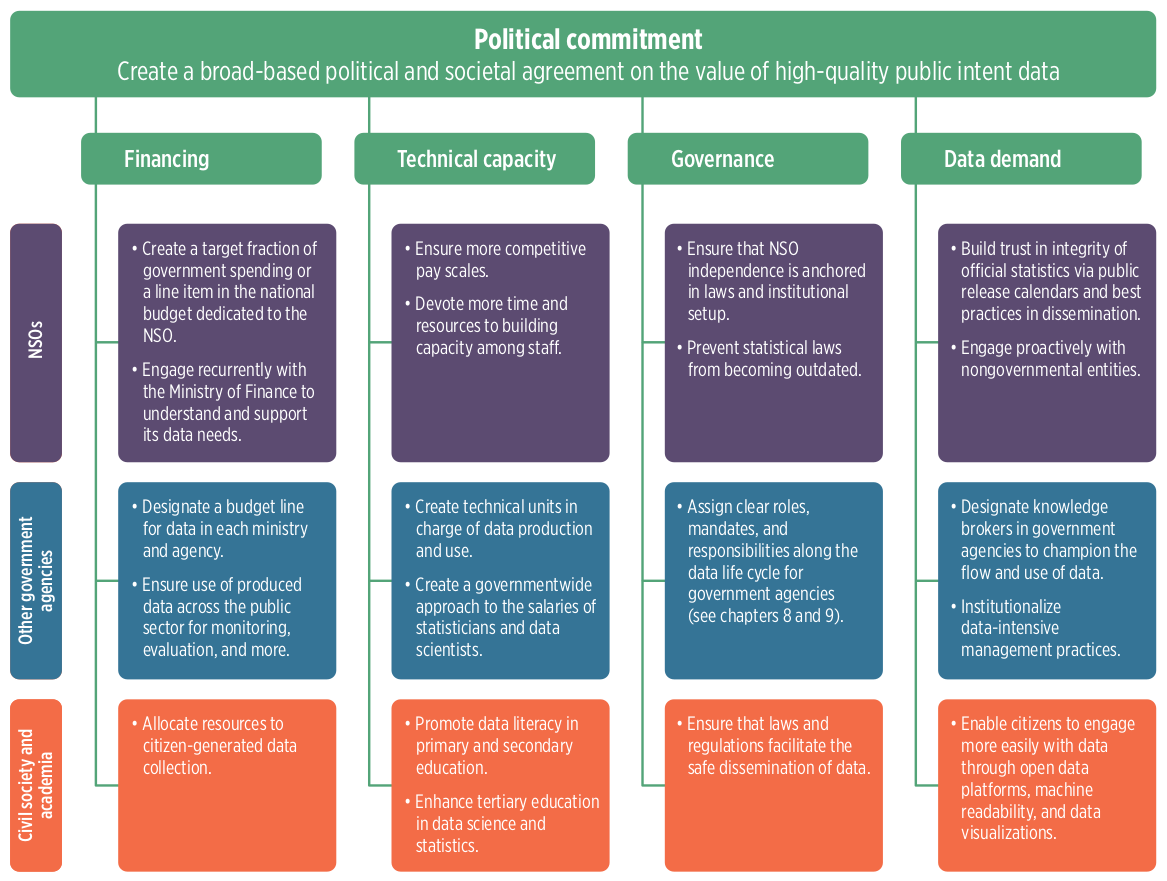 Political commitment
Create a broad-based political and societal agreement on the value of high-quality public intent data
Financing
Technical capacity
Governance
Data demand
NSOs
• Create a target fraction of
government spending or
a line item in the national
budget dedicated to the
NSO.
• Engage recurrently with
the Ministry of Finance to
understand and support
its data needs.
• Ensure more competitive
pay scales.
• Devote more time and
resources to building
capacity among staff.
• Ensure that NSO
independence is anchored
in laws and institutional
setup.
• Prevent statistical laws
from becoming outdated.
• Build trust in integrity of
official statistics via public
release calendars and best
practices in dissemination.
• Engage proactively with
nongovernmental entities.
Other government
agencies
• Designate a budget line
for data in each ministry
and agency.
• Ensure use of produced
data across the public
sector for monitoring,
evaluation, and more.
• Create technical units in
charge of data production
and use.
• Create a governmentwide
approach to the salaries of
statisticians and data
scientists.
• Assign clear roles,
mandates, and
responsibilities along the
data life cycle for
government agencies
(see chapters 8 and 9).
• Designate knowledge
brokers in government
agencies to champion the
flow and use of data.
• Institutionalize
data-intensive
management practices.
Civil society and
academia
• Allocate resources to
citizen-generated data
collection.
• Promote data literacy in
primary and secondary
education.
• Enhance tertiary education
in data science and
statistics.
• Ensure that laws and
regulations facilitate the
safe dissemination of data.
• Enable citizens to engage
more easily with data
through open data
platforms, machine
readability, and data
visualizations.